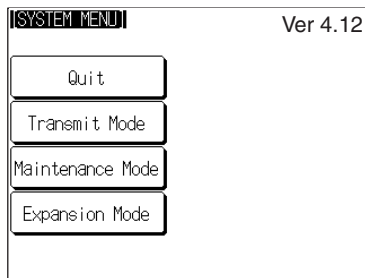 [SYSTEM MENU]
Ver 4.12
Quit
Transmit Mode
Maintenance Mode
Expansion Mode